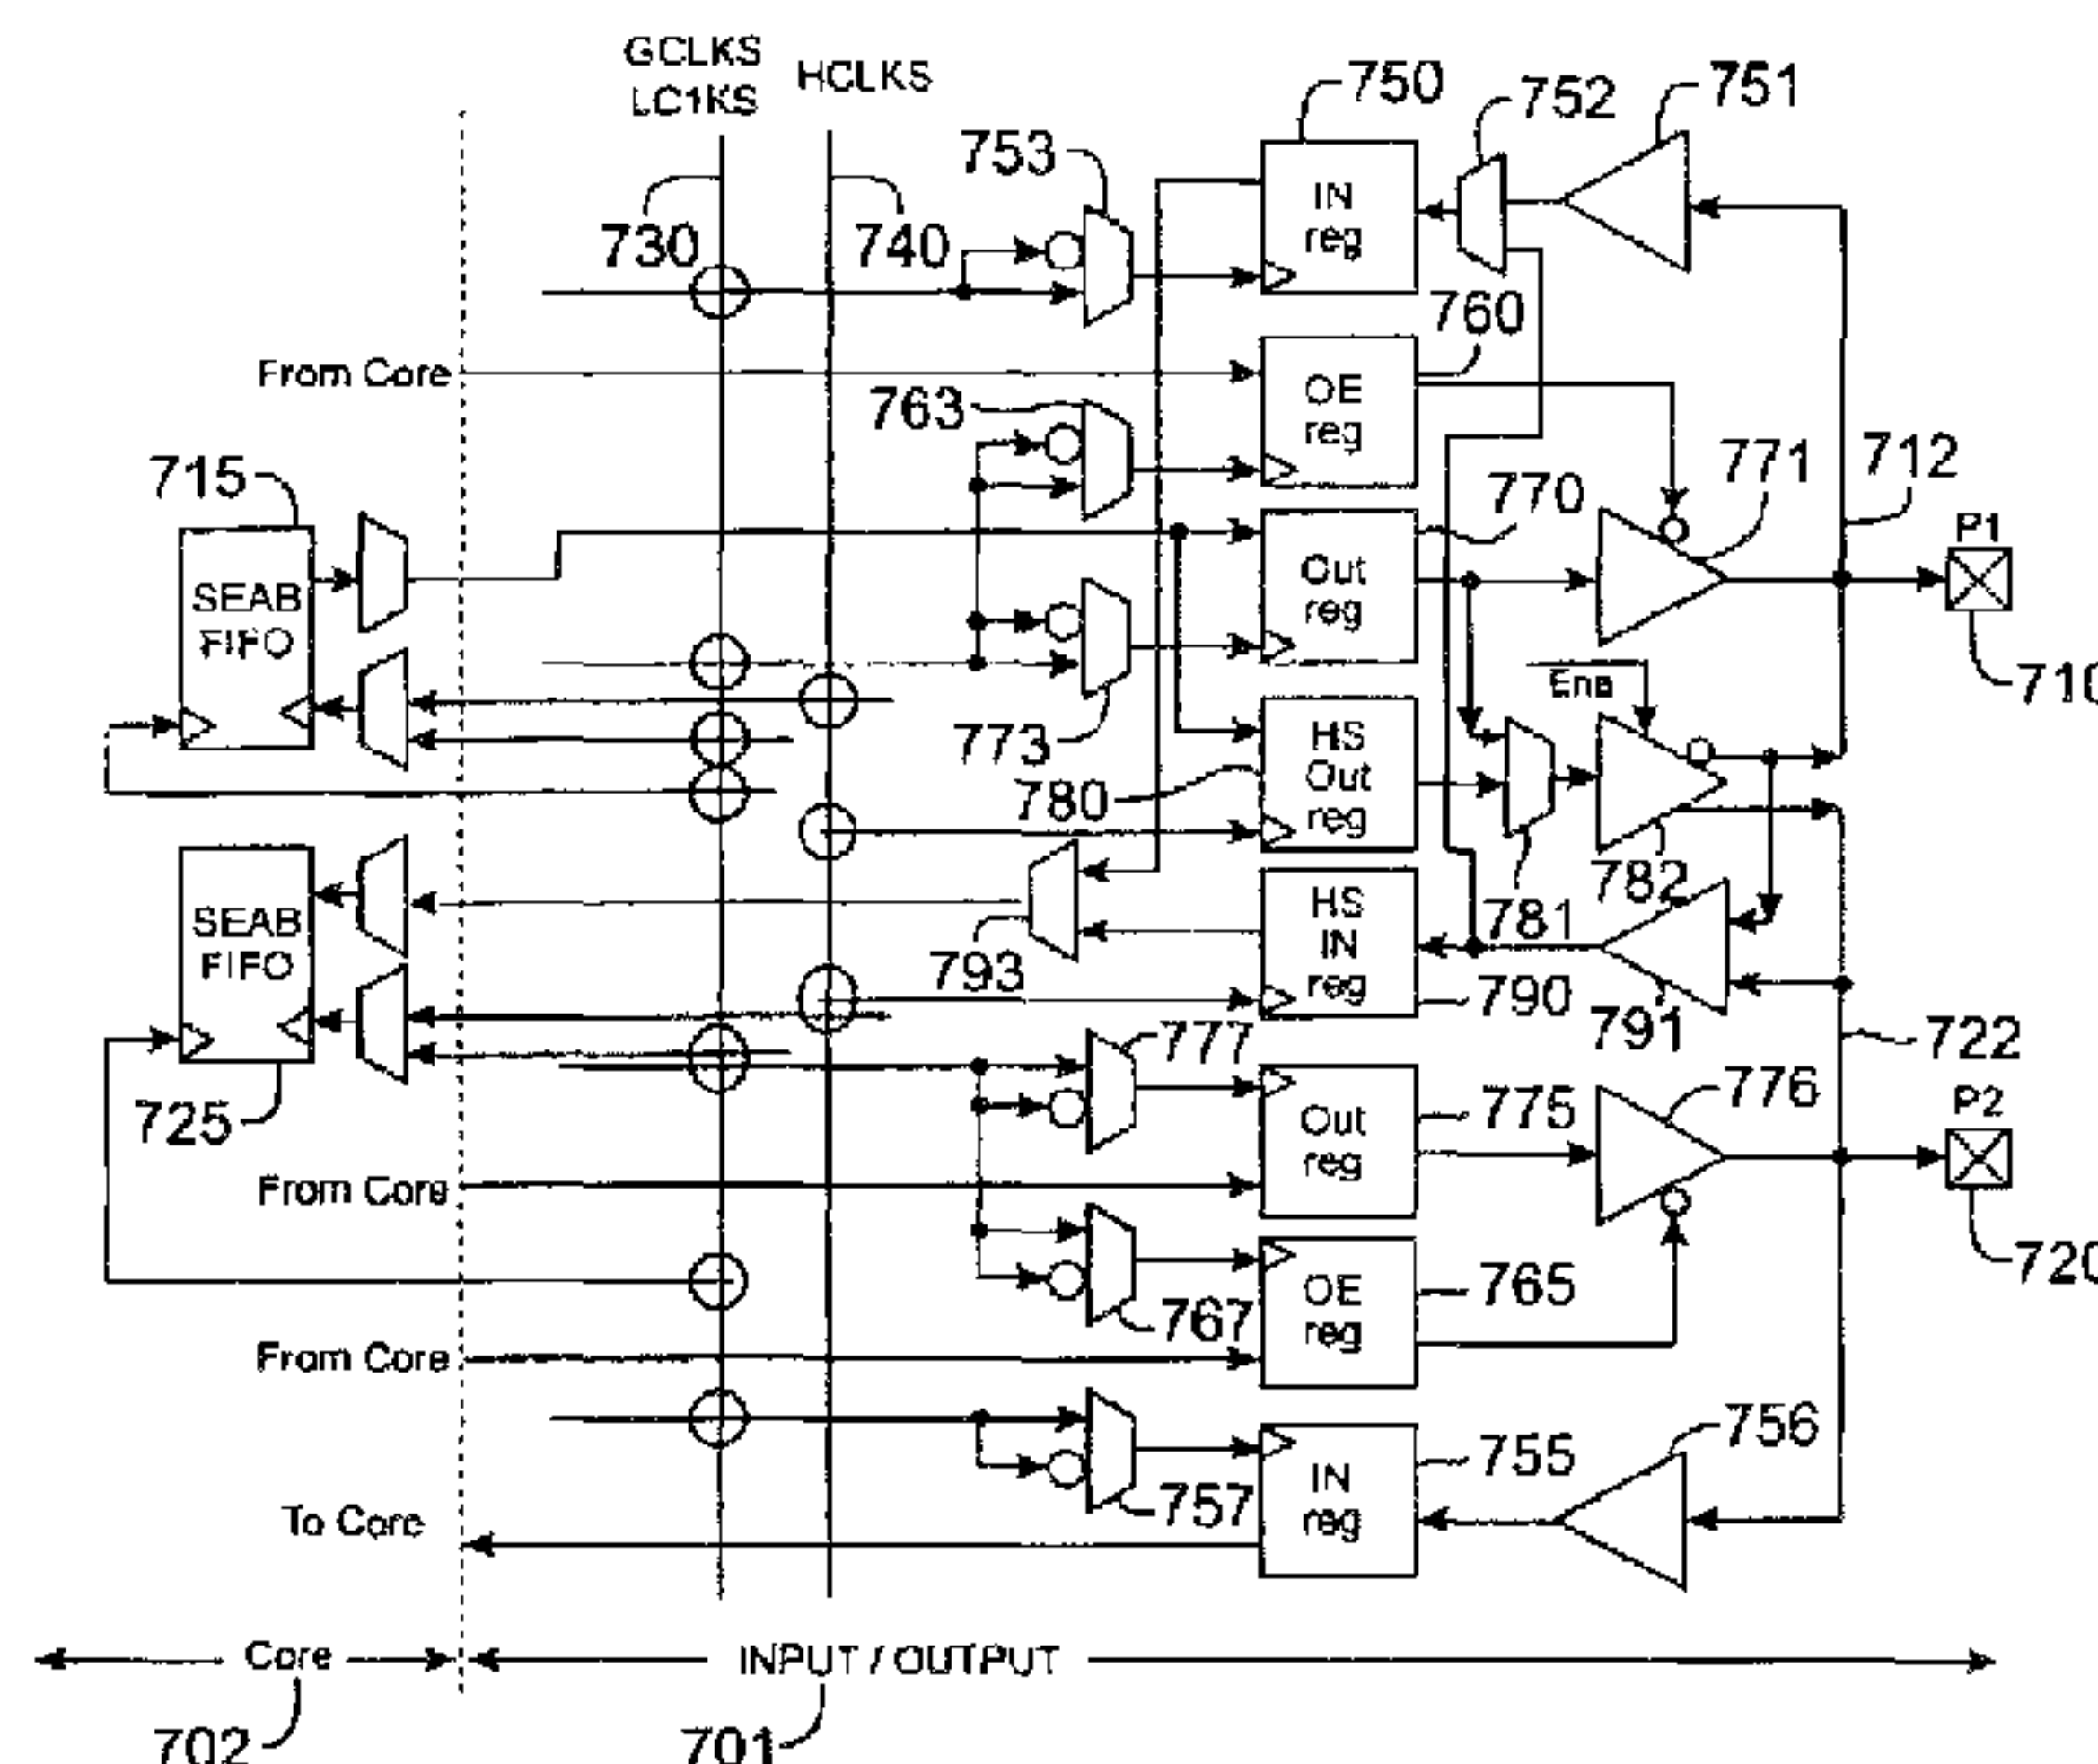 GCLKS
LC1KS
HCLKS
750
752
751
753
IN
reg
730
740
760
From Core
763
OE
reg
712
771
715
770
P1
SEAB
FIFO
Out
reg
710
Ena
773
HS
Out
reg
780
782
781
SEAB
FIFO
HS
IN
reg
793
790
791
722
777
725
Out
reg
775
776
P2
From Core
720
OE
reg
765
767
From Core
756
755
IN
reg
757
To Core
Core
INPUT / OUTPUT
702
701